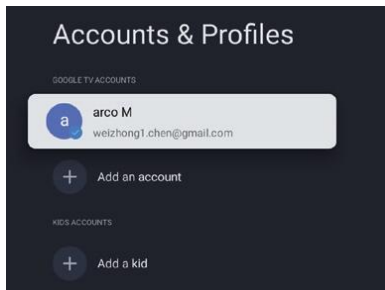 Accounts & Profiles
GOOGLE TV ACCOUNTS
a
arco M
weizhong1.chen@gmail.com
Add an account
KIDS ACCOUNTS
Add a kid